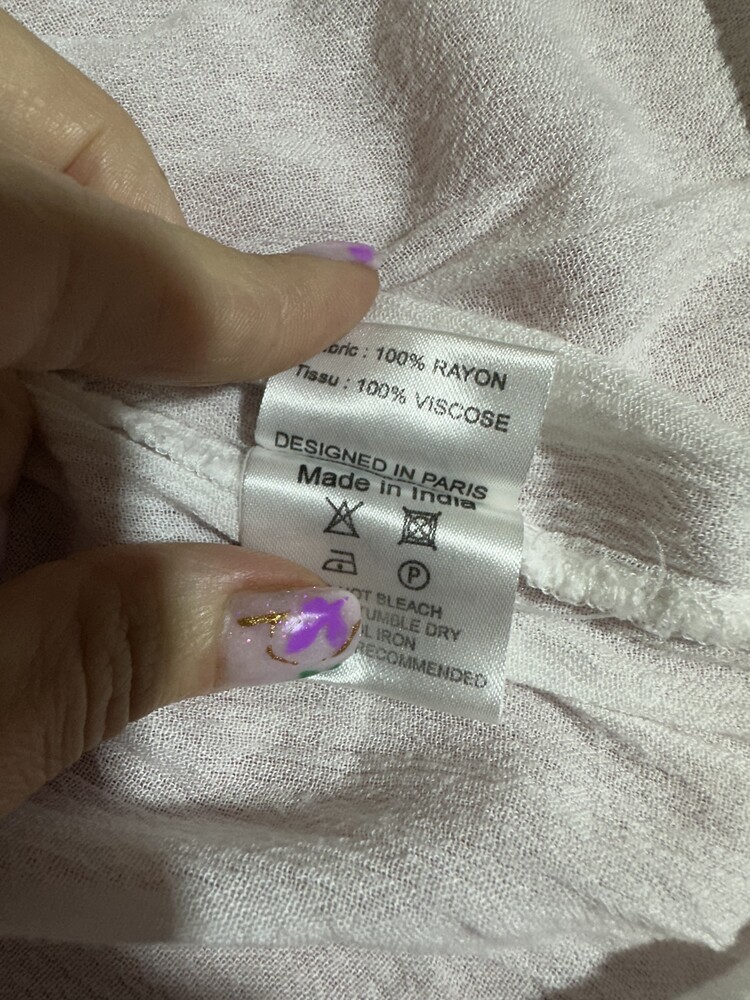 : 100% RAYON
Tissu : 100% VISCOSE
DESIGNED IN PARIS
Made in India
P
BLEACH
TUMBLE DRY
IRON
RECOMMENDED